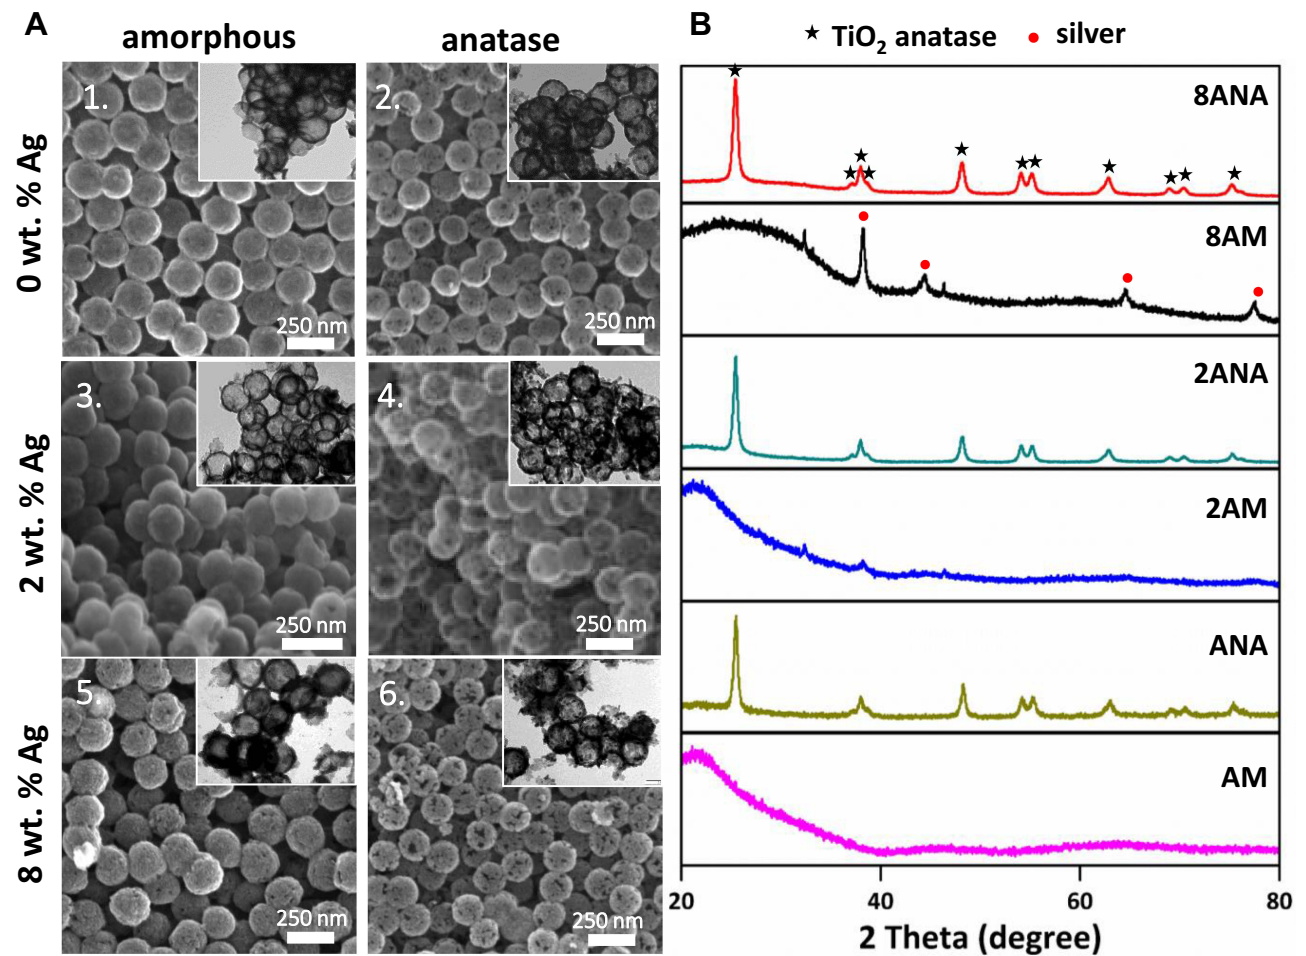 A
amorphous
anatase
0 wt. % Ag
2 wt. % Ag
8 wt. % Ag
1.
250 nm
2.
250 nm
3.
250 nm
4.
250 nm
5.
250 nm
6.
250 nm
B
★ TiO₂ anatase ● silver
8ANA
8AM
2ANA
2AM
ANA
AM
20 40 60 80
2 Theta (degree)